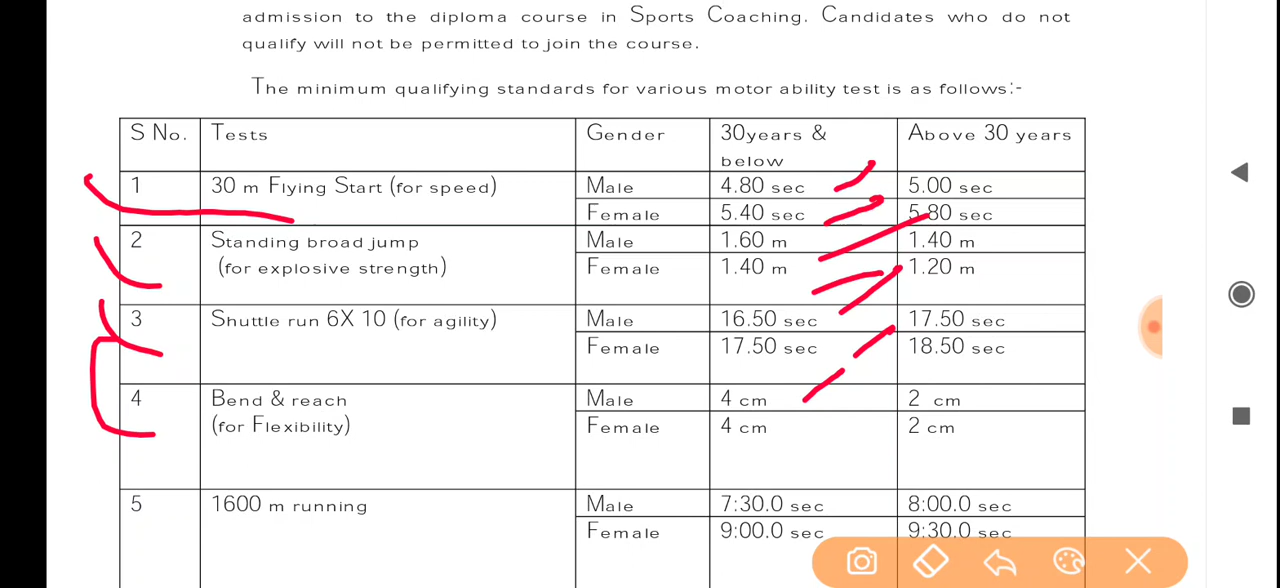 admission to the diploma course in Sports Coaching. Candidates who do not
qualify will not be permitted to join the course.
The minimum qualifying standards for various motor ability test is as follows:-
S No. Tests Gender 30years & below Above 30 years
1 30 m Flying Start (for speed) Male 4.80 sec 5.00 sec
Female 5.40 sec 5.80 sec
2 Standing broad jump Male 1.60 m 1.40 m
(for explosive strength) Female 1.40 m 1.20 m
3 Shuttle run 6X 10 (for agility) Male 16.50 sec 17.50 sec
Female 17.50 sec 18.50 sec
4 Bend & reach Male 4 cm 2 cm
(for Flexibility) Female 4 cm 2 cm
5 1600 m running Male 7:30.0 sec 8:00.0 sec
Female 9:00.0 sec 9:30.0 sec